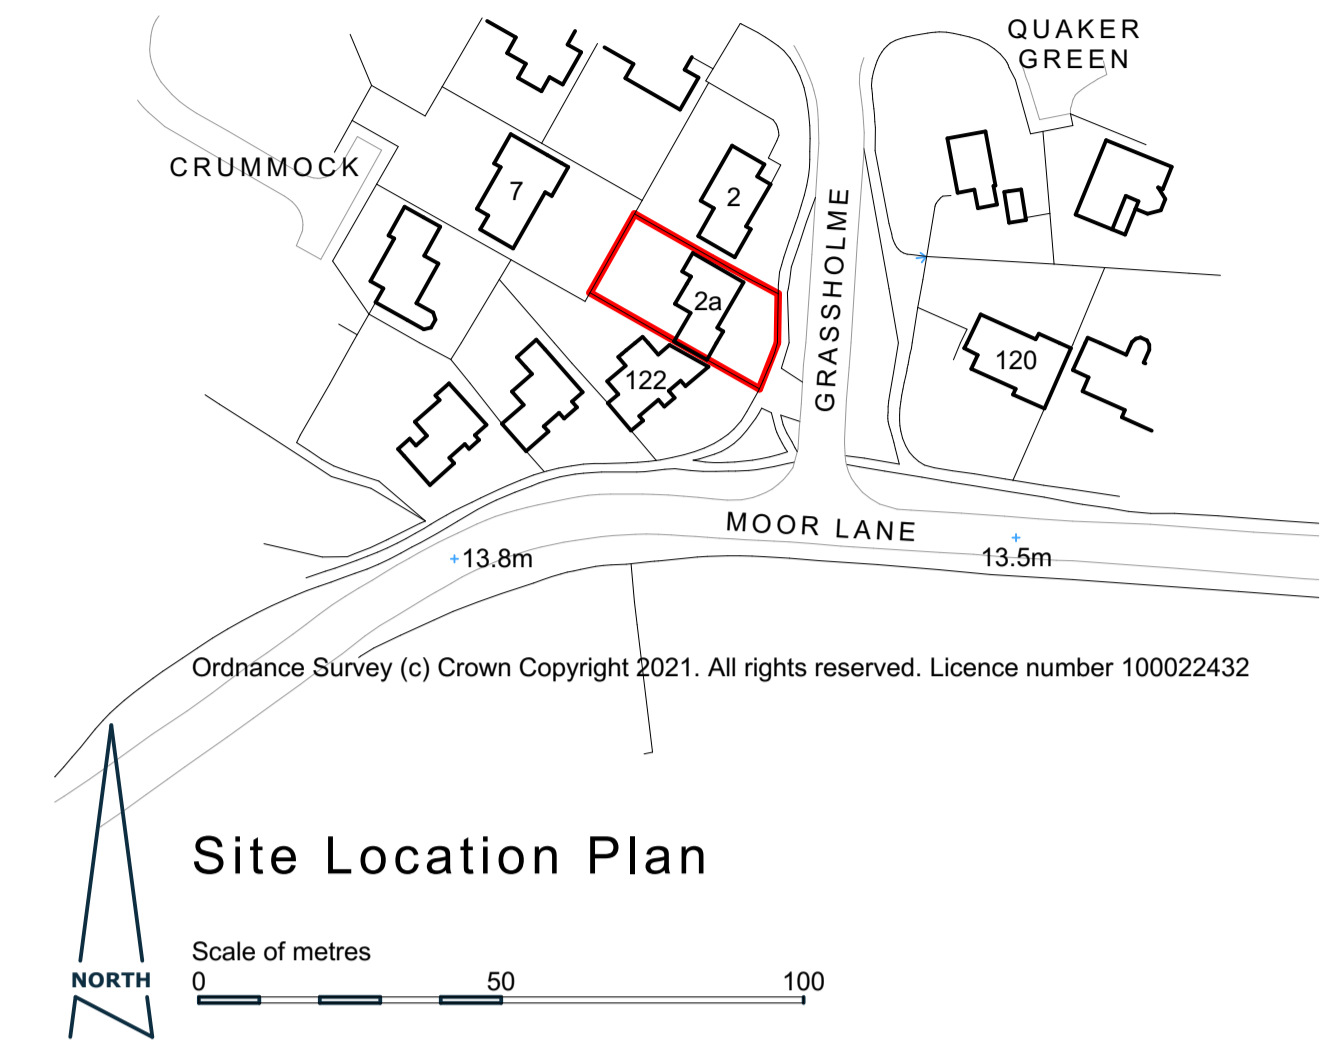 QUAKER
GREEN
CRUMMOCK
7
2
GRASSHOLME
2a
122
120
MOOR LANE
13.8m
13.5m
Ordnance Survey (c) Crown Copyright 2021. All rights reserved. Licence number 100022432
Site Location Plan
Scale of metres
NORTH
0 50 100
N